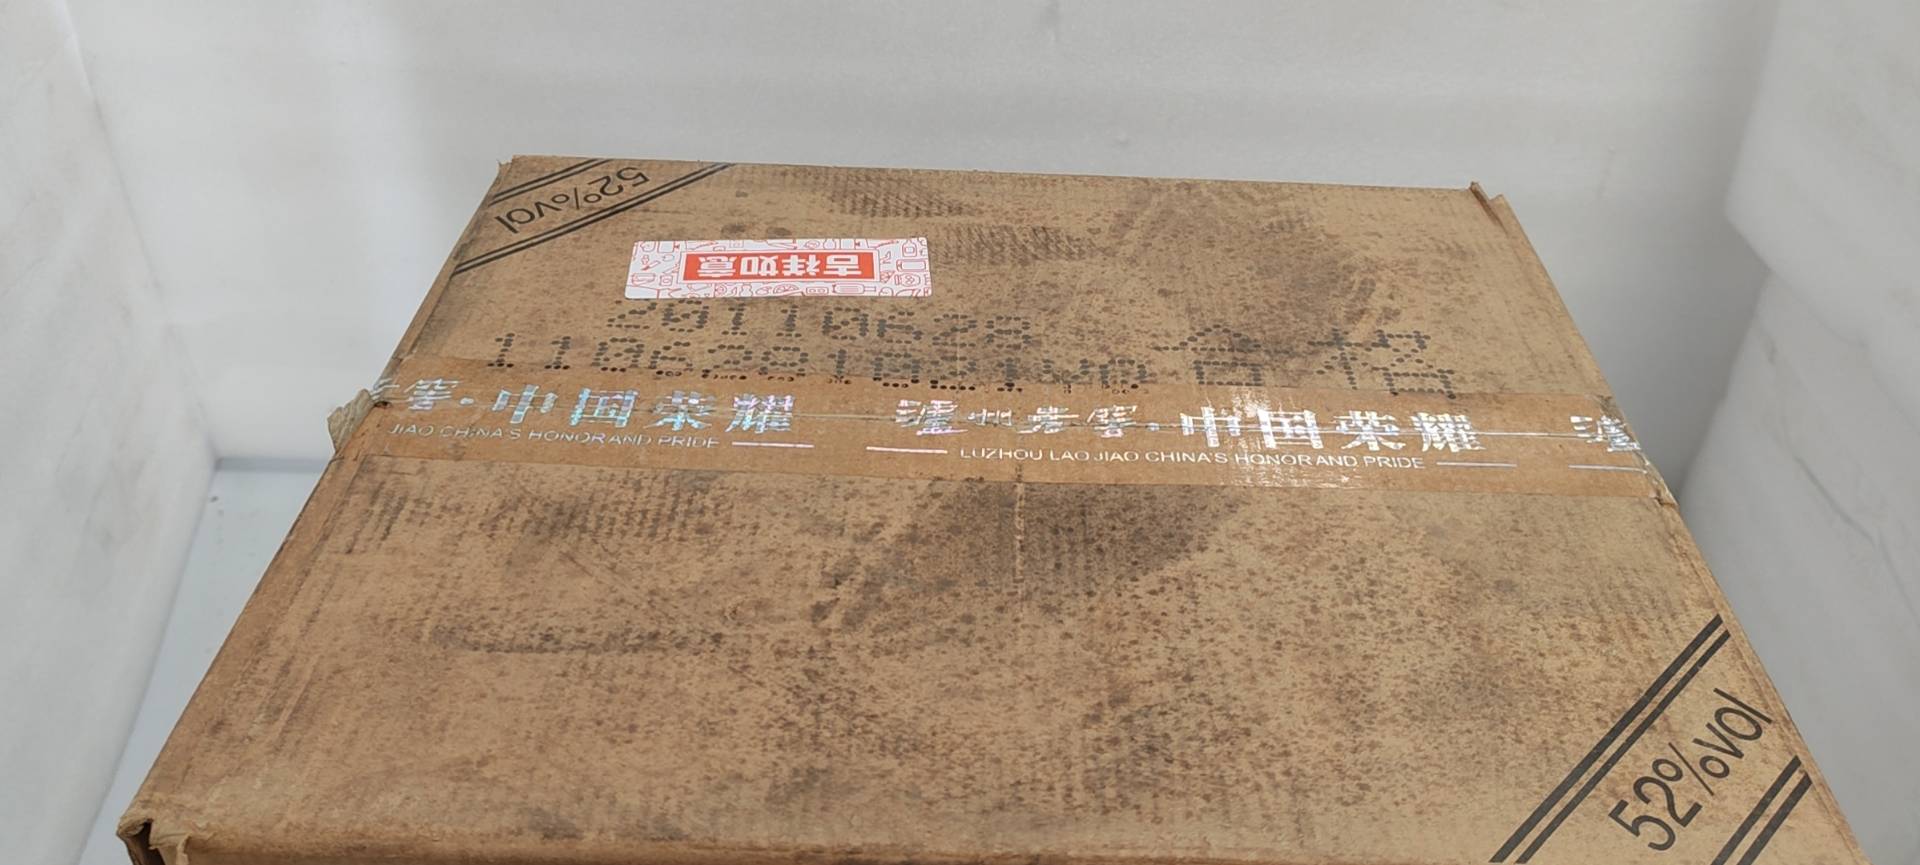 52%vol
吉祥如意
20110628
合格
老窖·中国荣耀 泸州老窖·中国荣耀 泸
JIAO CHINA'S HONOR AND PRIDE LUZHOU LAO JIAO CHINA'S HONOR AND PRIDE
52%vol